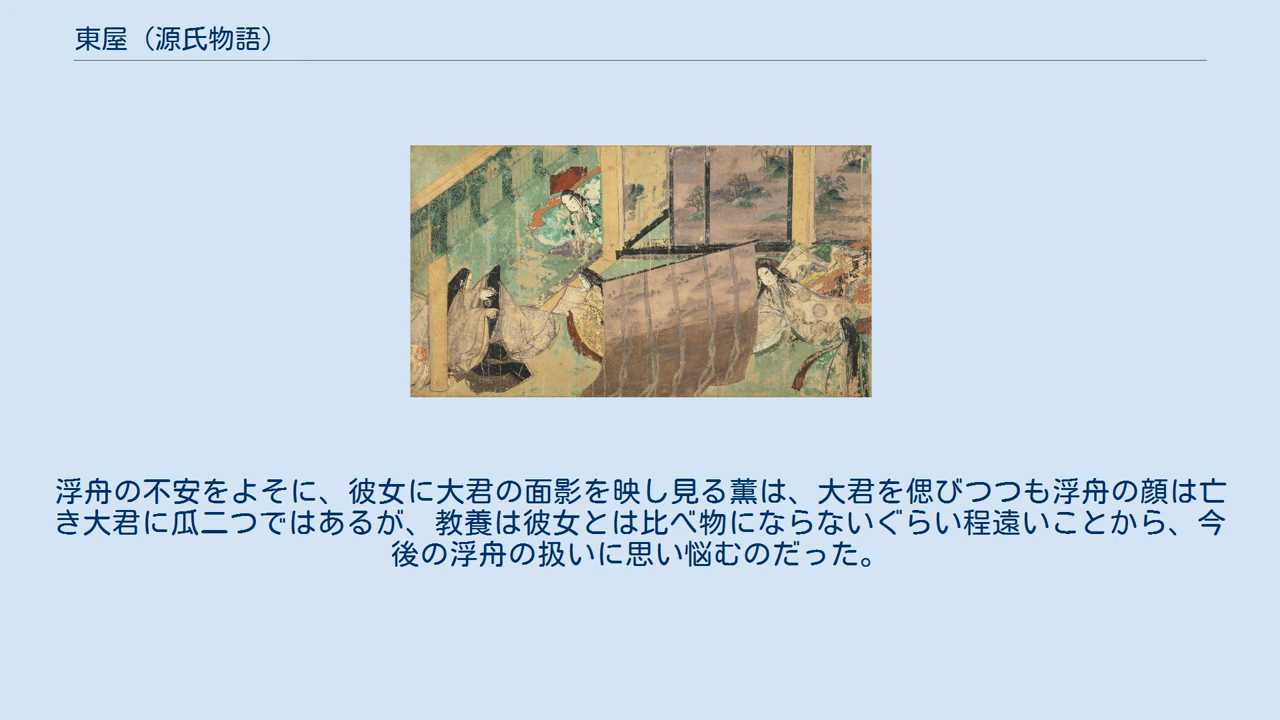 東屋（源氏物語）
浮舟の不安をよそに、彼女に大君の面影を映し見る薫は、大君を偲びつつも浮舟の顔は亡
き大君に瓜二つではあるが、教養は彼女とは比べ物にならないぐらい程遠いことから、今
後の浮舟の扱いに思い悩むのだった。